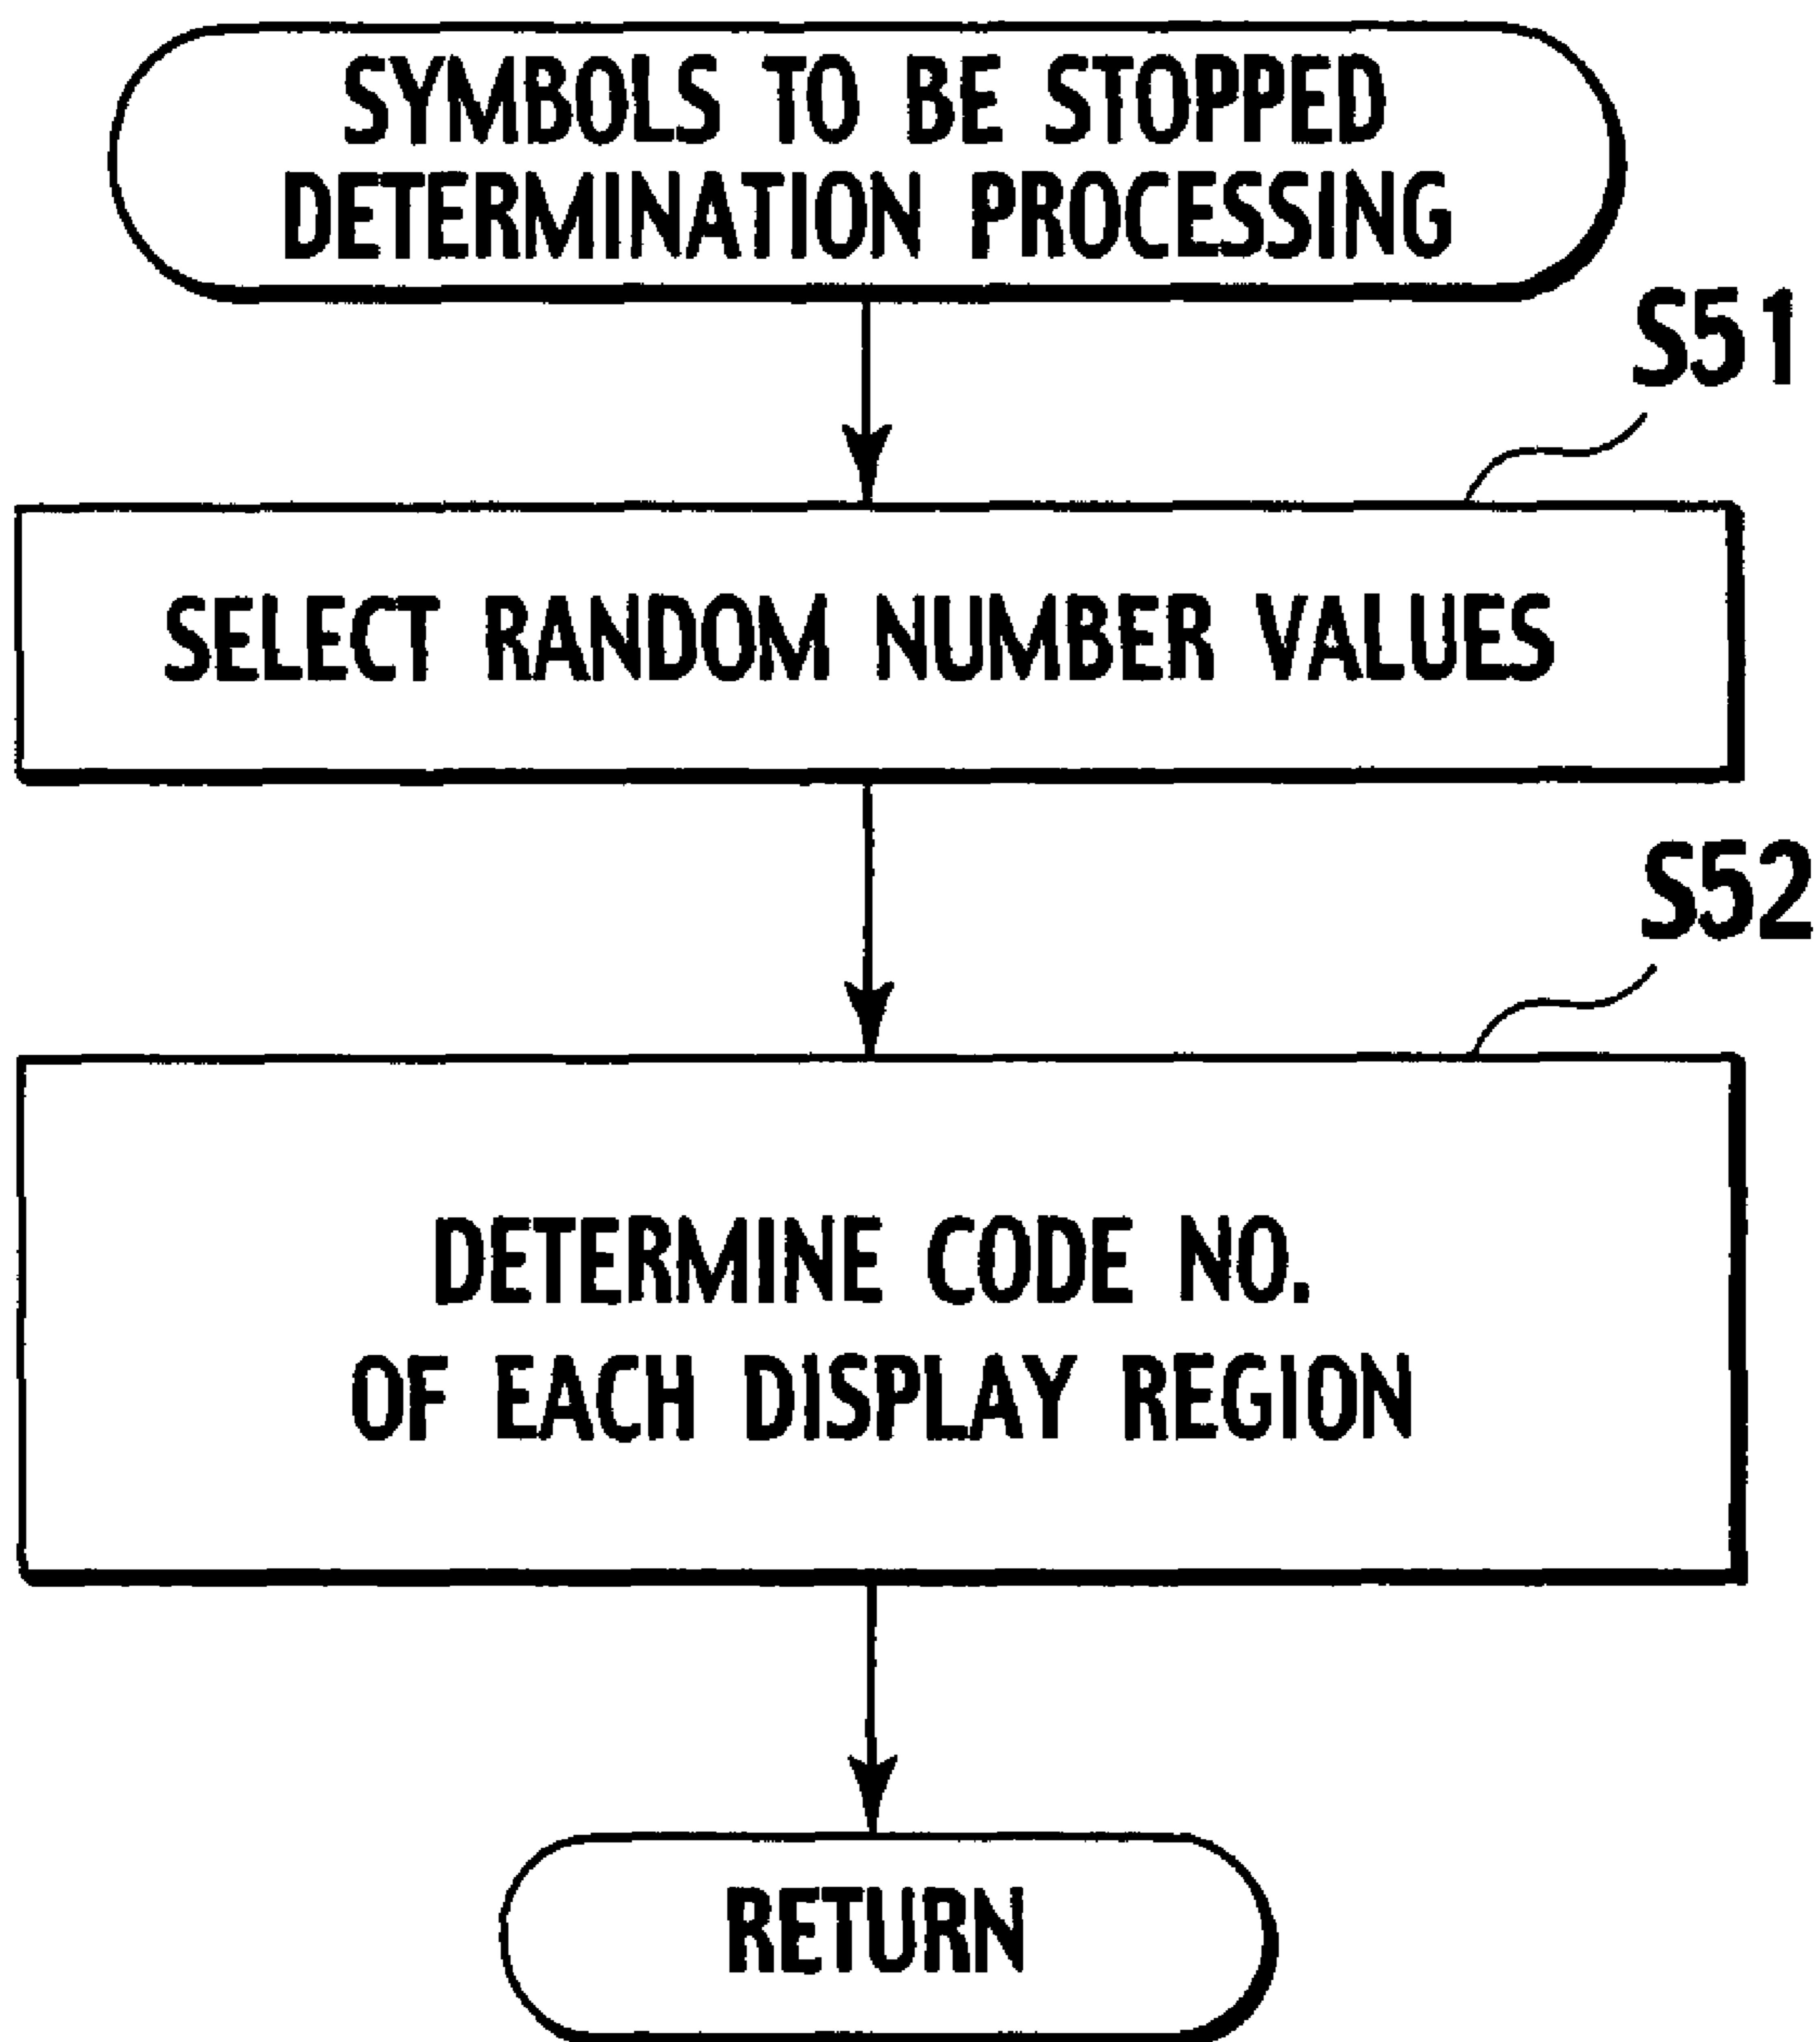 SYMBOLS TO BE STOPPED
DETERMINATION PROCESSING
S51
SELECT RANDOM NUMBER VALUES
S52
DETERMINE CODE NO.
OF EACH DISPLAY REGION
RETURN